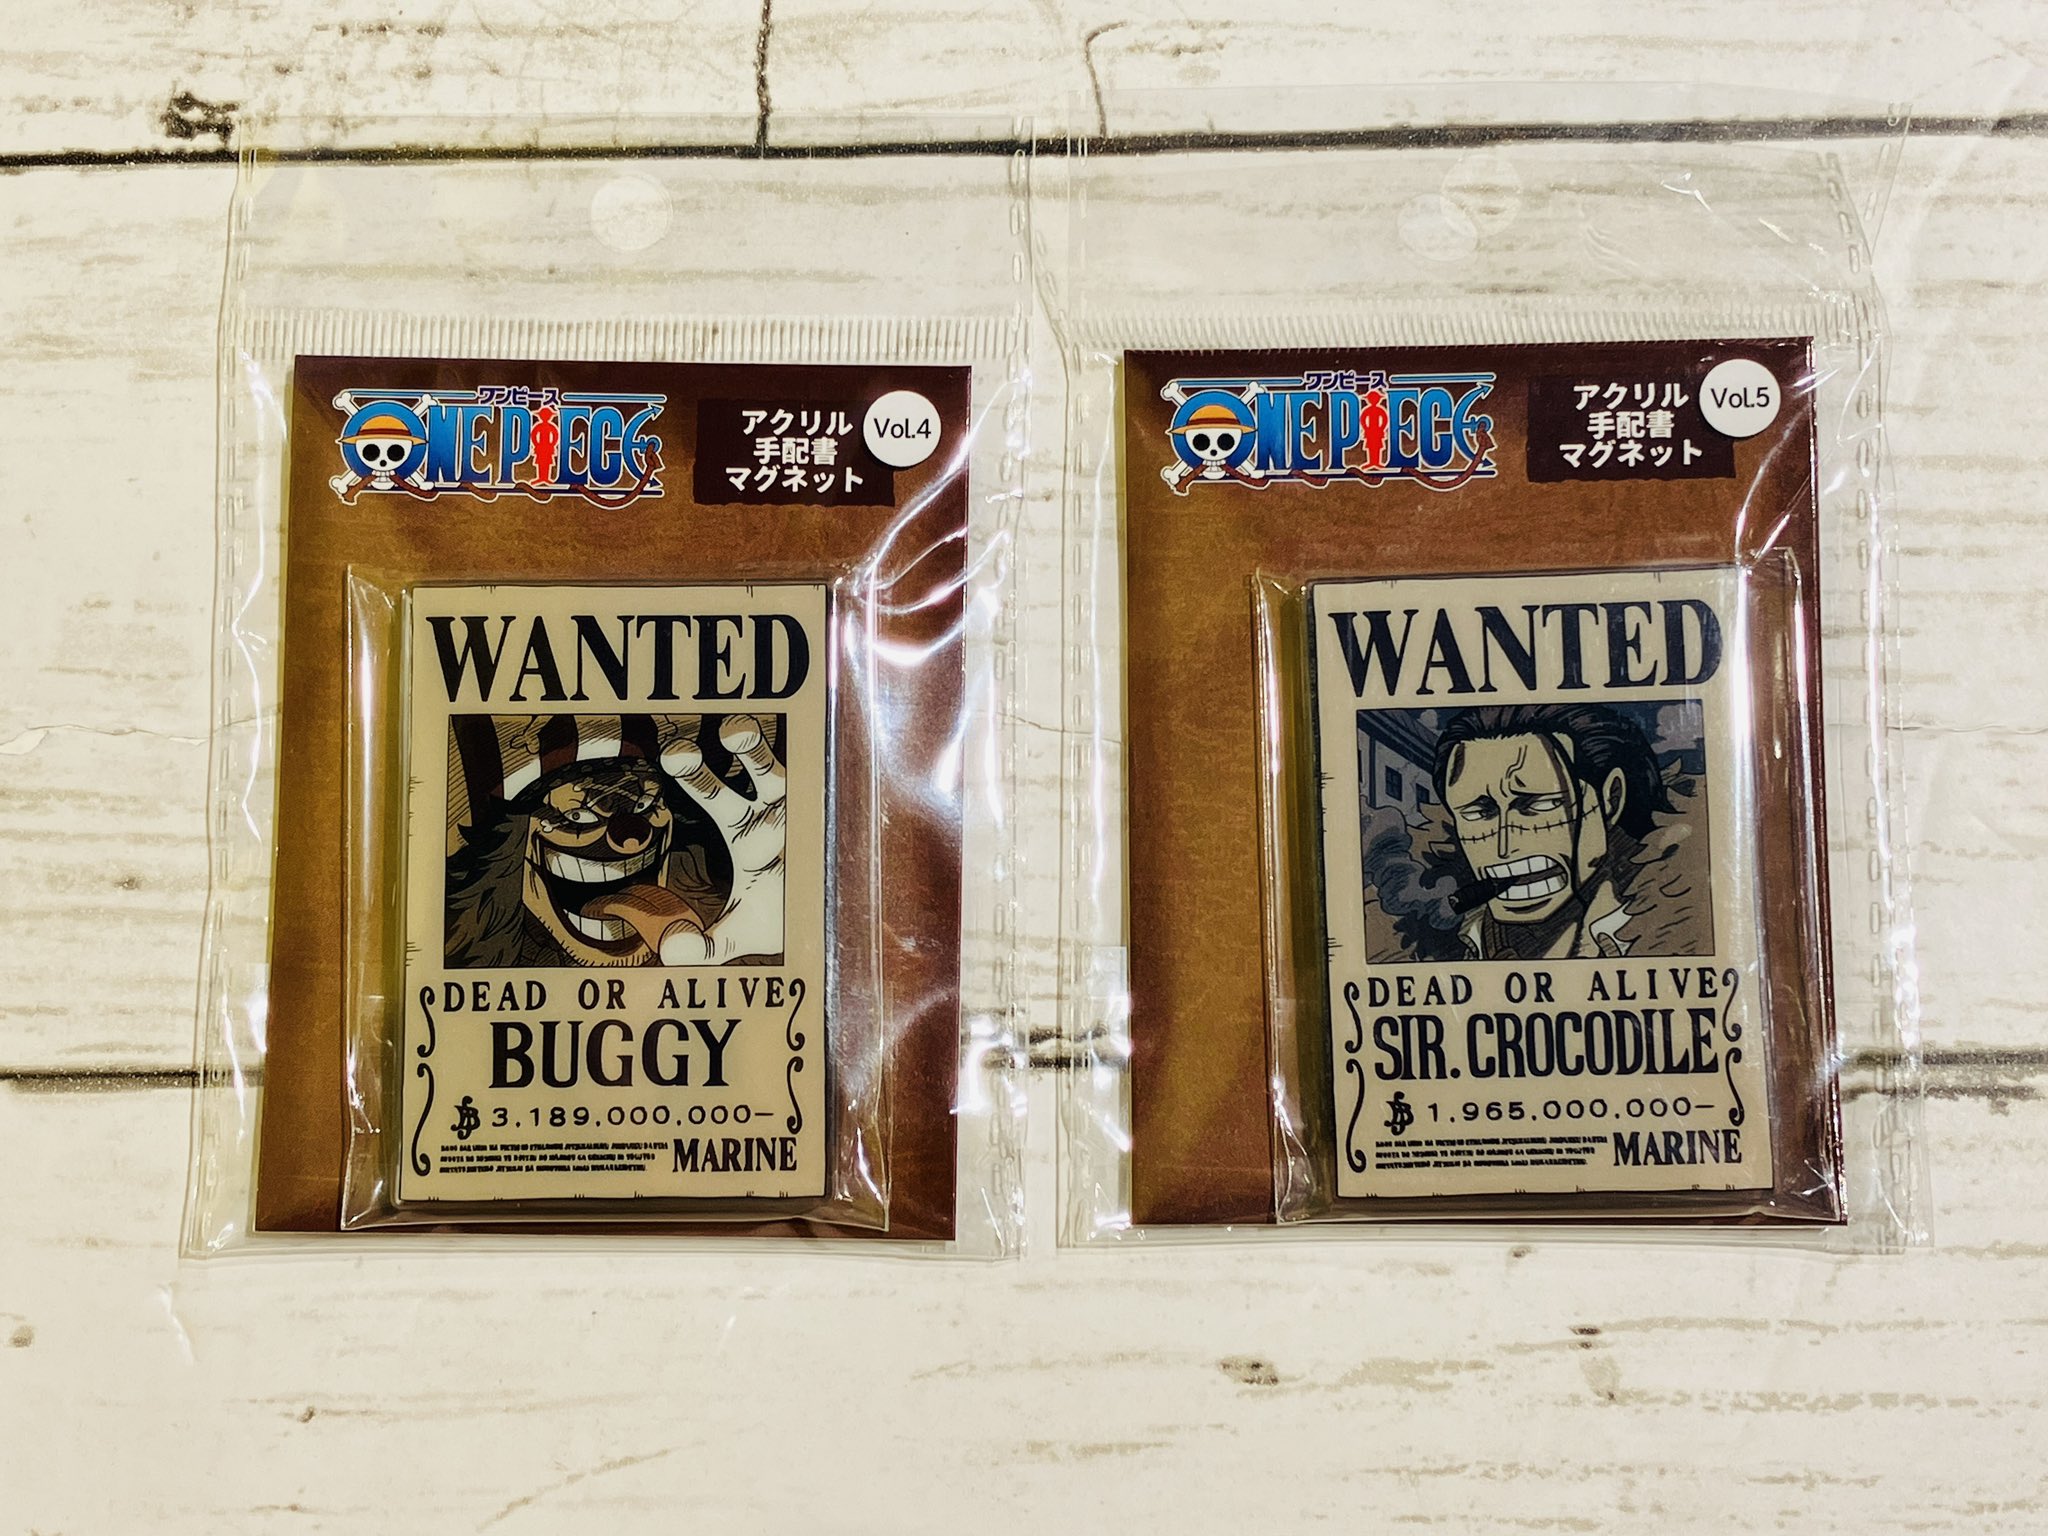 ワンピース
ONE PIECE
アクリル
手配書
マグネット
Vol.4
WANTED
DEAD OR ALIVE
BUGGY
3,189,000,000-
MARINE
ワンピース
ONE PIECE
アクリル
手配書
マグネット
Vol.5
WANTED
DEAD OR ALIVE
SIR.CROCODILE
1,965,000,000-
MARINE